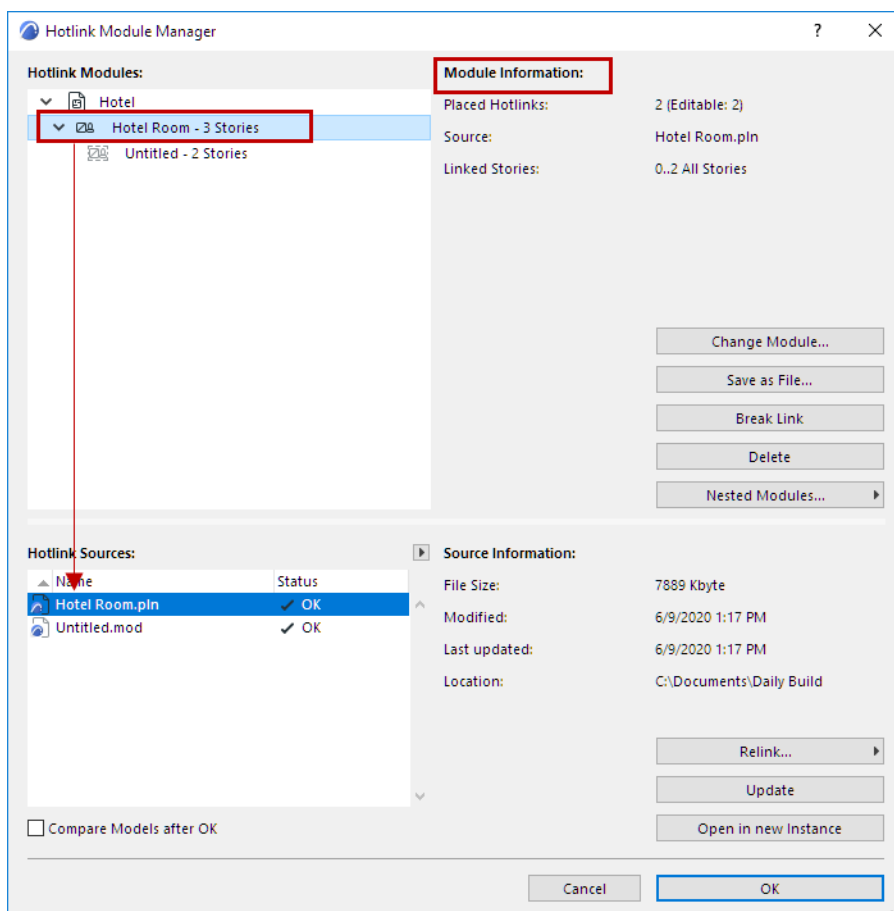 Hotlink Module Manager ?
Hotlink Modules:
Hotel
Hotel Room - 3 Stories
Untitled - 2 Stories
Module Information:
Placed Hotlinks: 2 (Editable: 2)
Source: Hotel Room.pln
Linked Stories: 0..2 All Stories
Change Module...
Save as File...
Break Link
Delete
Nested Modules...
Hotlink Sources:
Name Status
Hotel Room.pln OK
Untitled.mod OK
Compare Models after OK
Source Information:
File Size: 7889 Kbyte
Modified: 6/9/2020 1:17 PM
Last updated: 6/9/2020 1:17 PM
Location: C:\Documents\Daily Build
Relink...
Update
Open in new Instance
Cancel OK